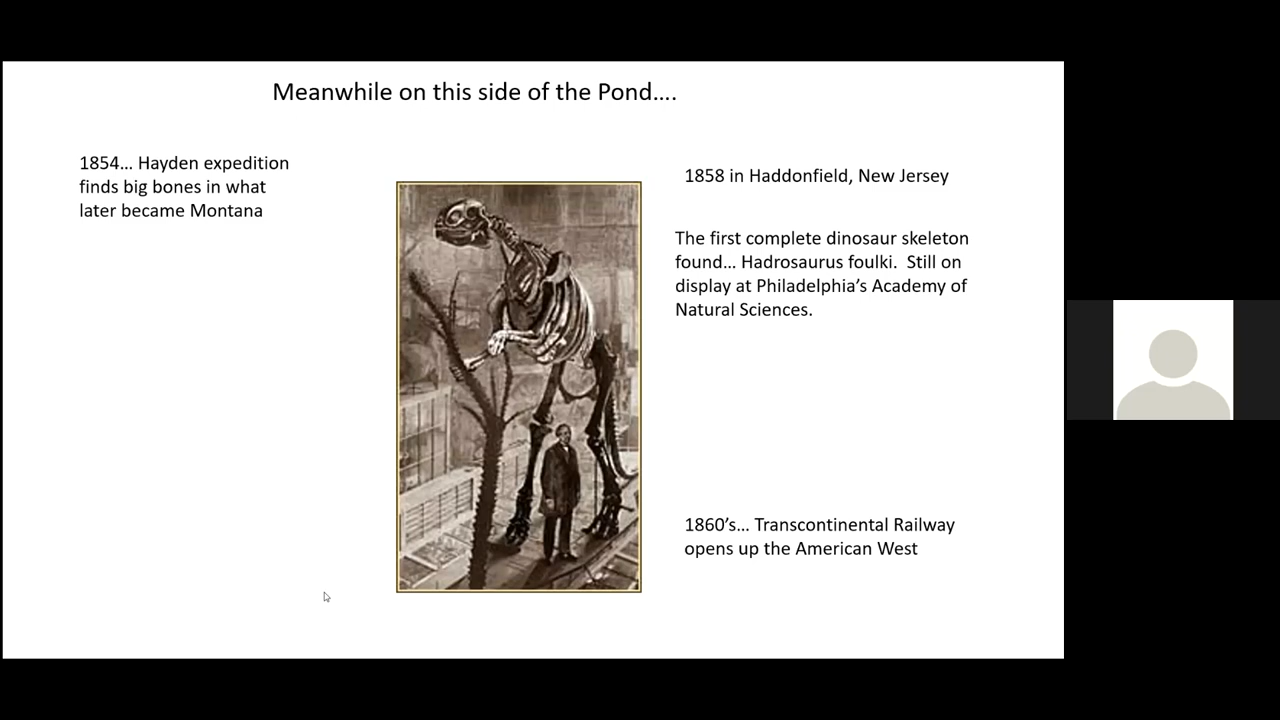 Meanwhile on this side of the Pond….
1854… Hayden expedition
finds big bones in what
later became Montana
1858 in Haddonfield, New Jersey
The first complete dinosaur skeleton
found… Hadrosaurus foulki.  Still on
display at Philadelphia’s Academy of
Natural Sciences.
1860’s… Transcontinental Railway
opens up the American West